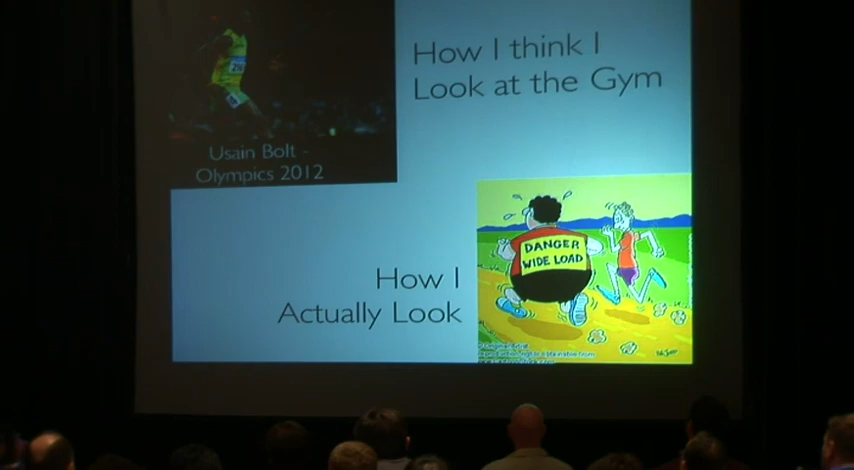 How I think I
Look at the Gym
Usain Bolt -
Olympics 2012
DANGER
WIDE LOAD
How I
Actually Look